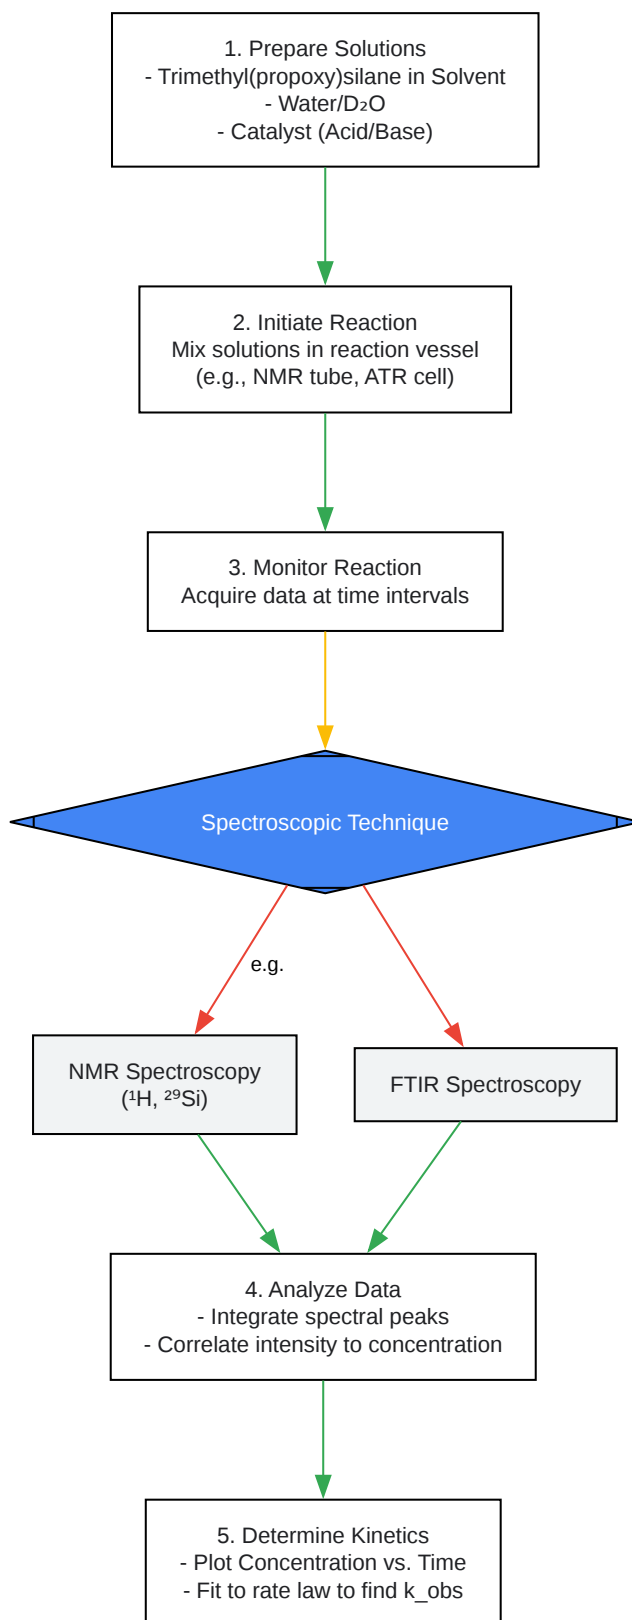 1. Prepare Solutions
- Trimethyl(propoxy)silane in Solvent
- Water/D₂O
- Catalyst (Acid/Base)
2. Initiate Reaction
Mix solutions in reaction vessel
(e.g., NMR tube, ATR cell)
3. Monitor Reaction
Acquire data at time intervals
Spectroscopic Technique
e.g.
NMR Spectroscopy
(¹H, ²⁹Si)
FTIR Spectroscopy
4. Analyze Data
- Integrate spectral peaks
- Correlate intensity to concentration
5. Determine Kinetics
- Plot Concentration vs. Time
- Fit to rate law to find k_obs